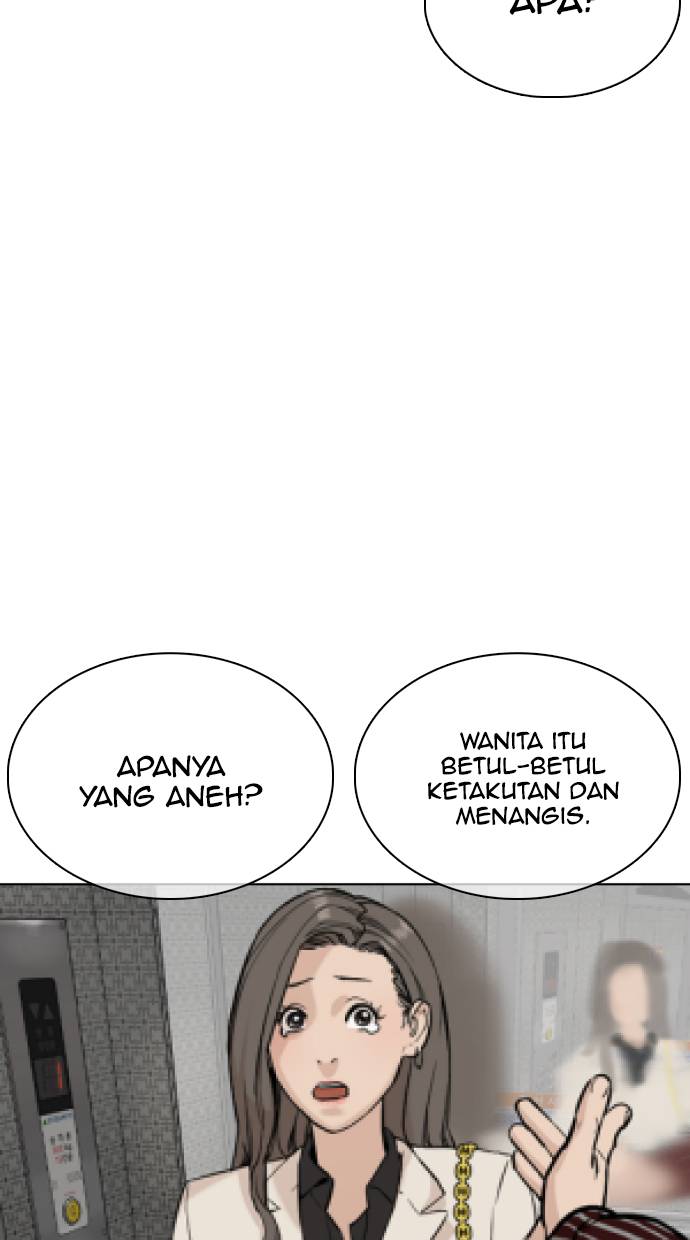 APA?
APANYA
YANG ANEH?
WANITA ITU
BETUL-BETUL
KETAKUTAN DAN
MENANGIS.